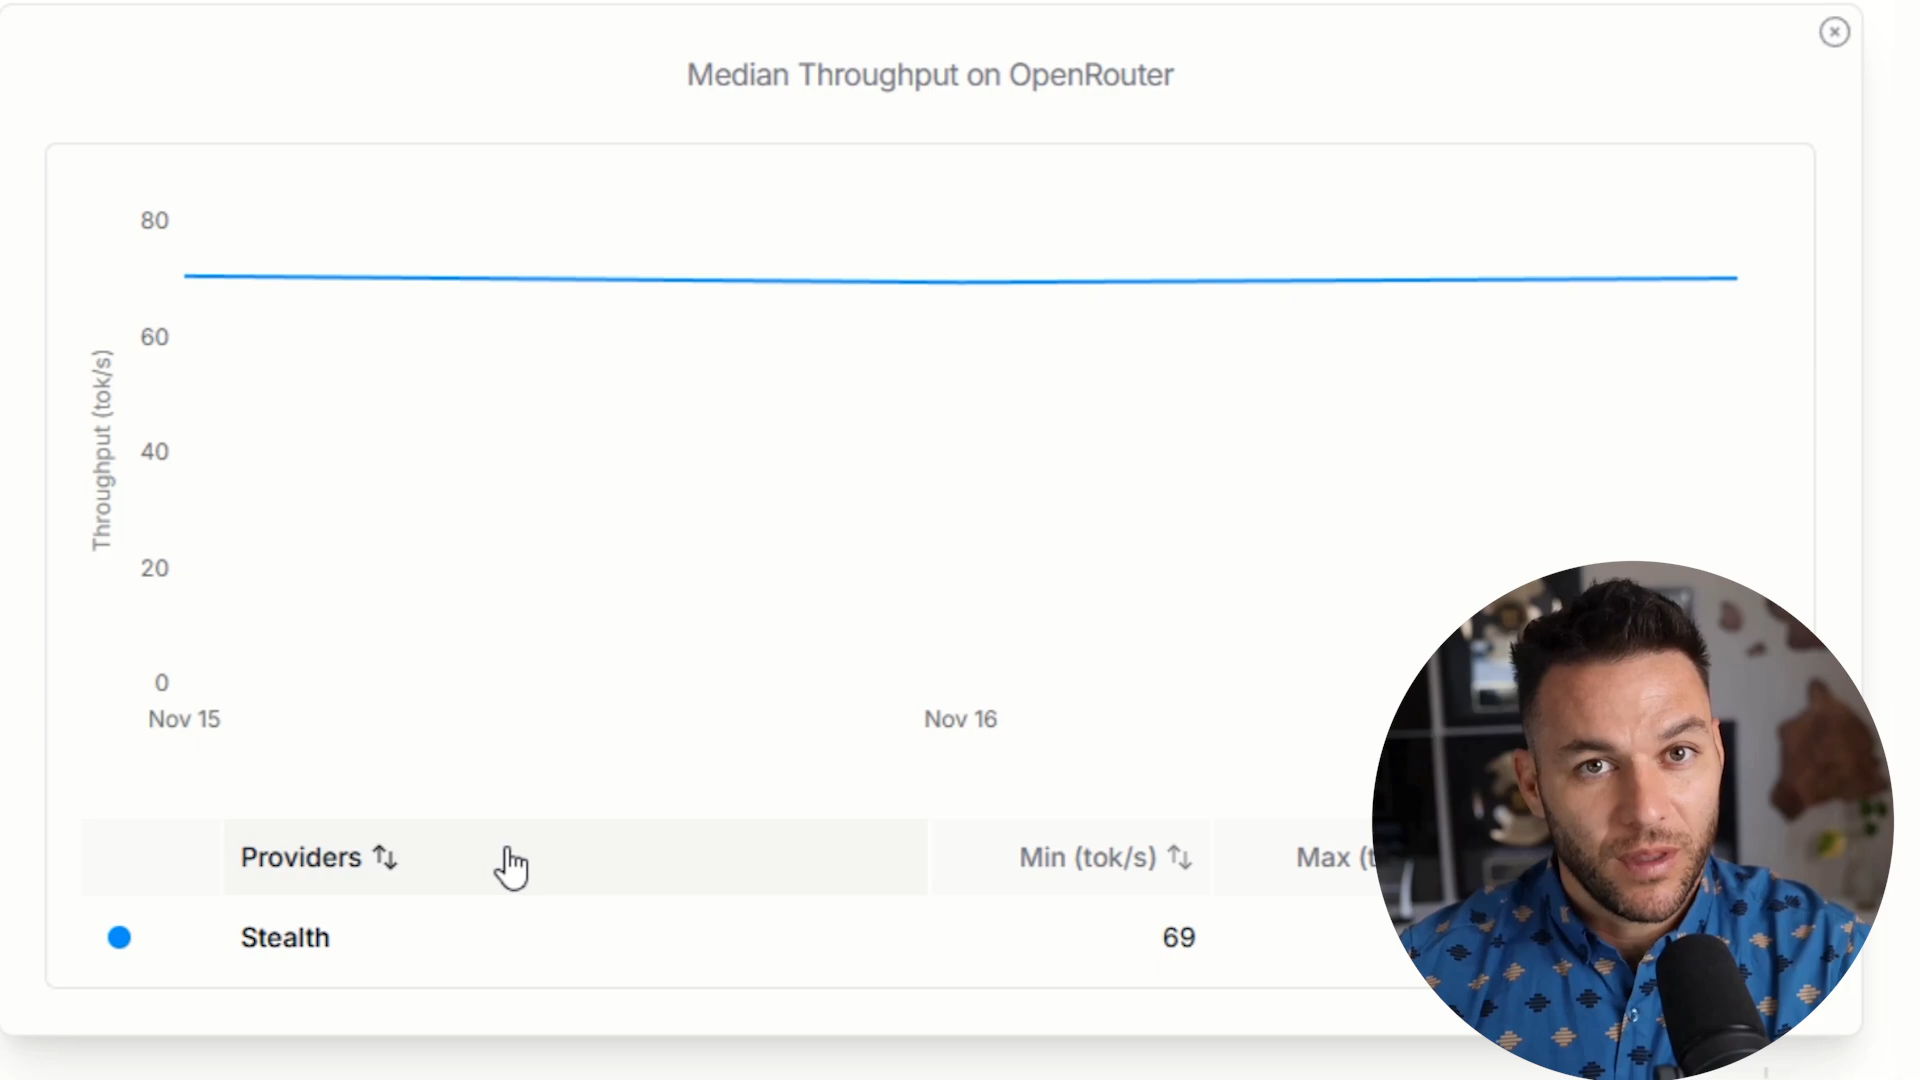 Median Throughput on OpenRouter
80
60
40
20
0
Throughput (tok/s)
Nov 15
Nov 16
Providers
Min (tok/s)
Max (t
Stealth
69